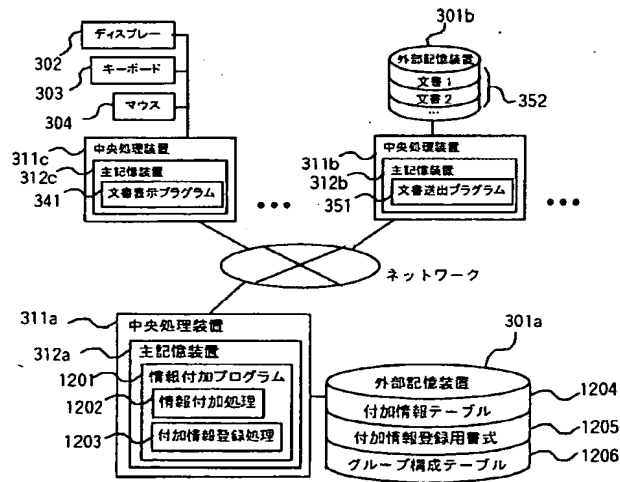 302
ディスプレー
303
キーボード
304
マウス
301b
外部記憶装置
文書1
文書2
...
352
311c
中央処理装置
312c
主記憶装置
341
文書表示プログラム
•••
311b
中央処理装置
312b
主記憶装置
351
文書送出プログラム
•••
ネットワーク
311a
中央処理装置
312a
主記憶装置
1201
情報付加プログラム
1202
情報付加処理
1203
付加情報登録処理
301a
外部記憶装置
1204
付加情報テーブル
1205
付加情報登録用書式
1206
グループ構成テーブル